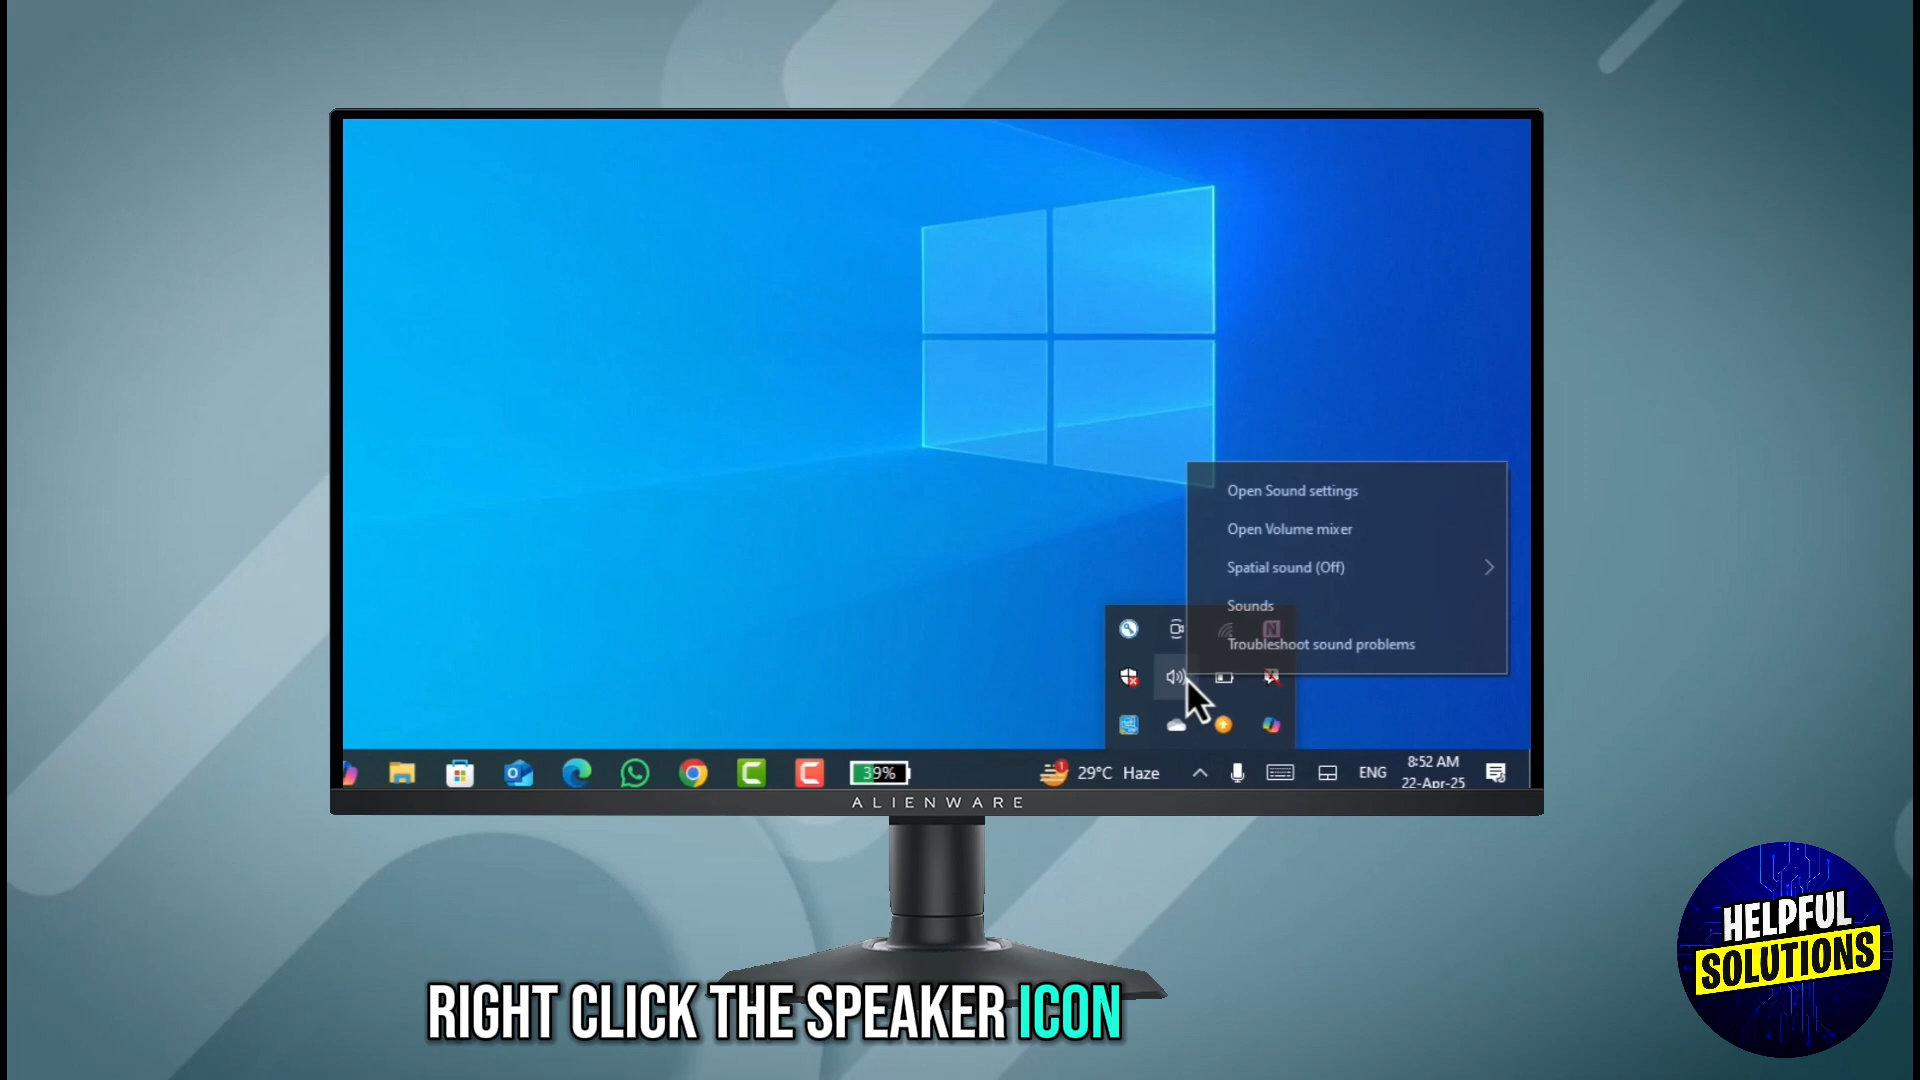 Open Sound settings
Open Volume mixer
Spatial sound (Off)
Sounds
Troubleshoot sound problems
N
39%
1
29°C Haze
ENG
8:52 AM
22-Apr-25
ALIENWARE
HELPFUL
SOLUTIONS
RIGHT CLICK THE SPEAKER ICON